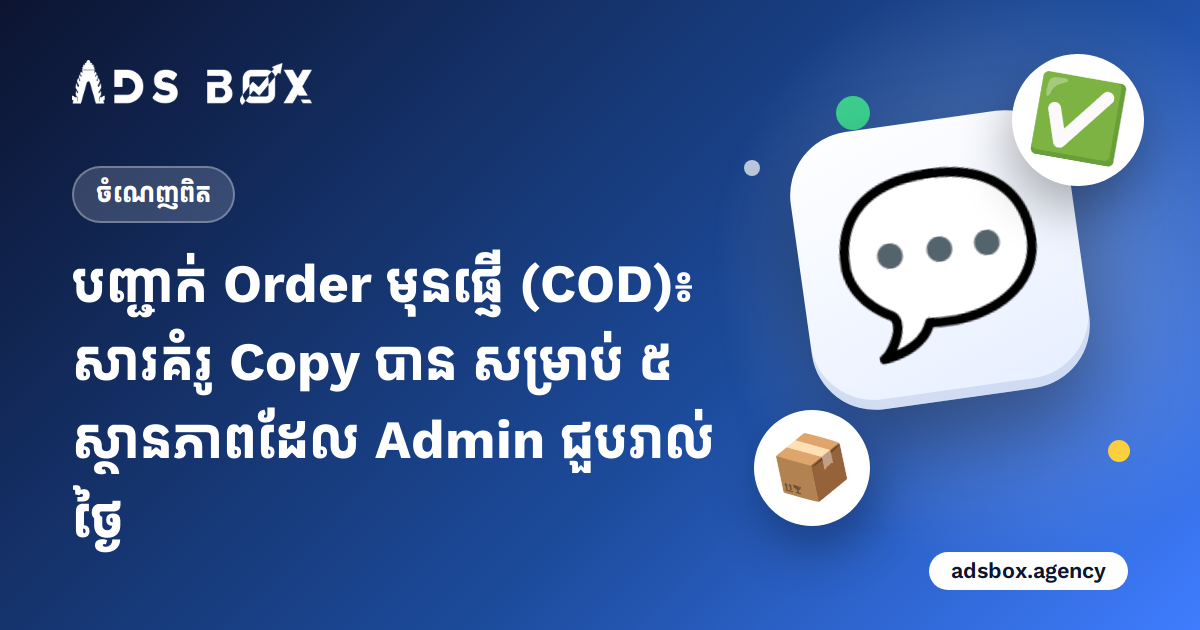 ADS BOX
ចំណេញពិត
បញ្ជាក់ Order មុនផ្ញើ (COD)៖
សារគំរូ Copy បាន សម្រាប់ ៥
ស្ថានភាពដែល Admin ជួបរាល់
ថ្ងៃ
adsbox.agency